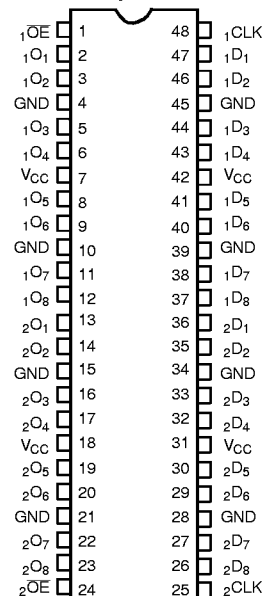 1OE 1 48 1CLK
1O1 2 47 1D1
1O2 3 46 1D2
GND 4 45 GND
1O3 5 44 1D3
1O4 6 43 1D4
VCC 7 42 VCC
1O5 8 41 1D5
1O6 9 40 1D6
GND 10 39 GND
1O7 11 38 1D7
1O8 12 37 1D8
2O1 13 36 2D1
2O2 14 35 2D2
GND 15 34 GND
2O3 16 33 2D3
2O4 17 32 2D4
VCC 18 31 VCC
2O5 19 30 2D5
2O6 20 29 2D6
GND 21 28 GND
2O7 22 27 2D7
2O8 23 26 2D8
2OE 24 25 2CLK